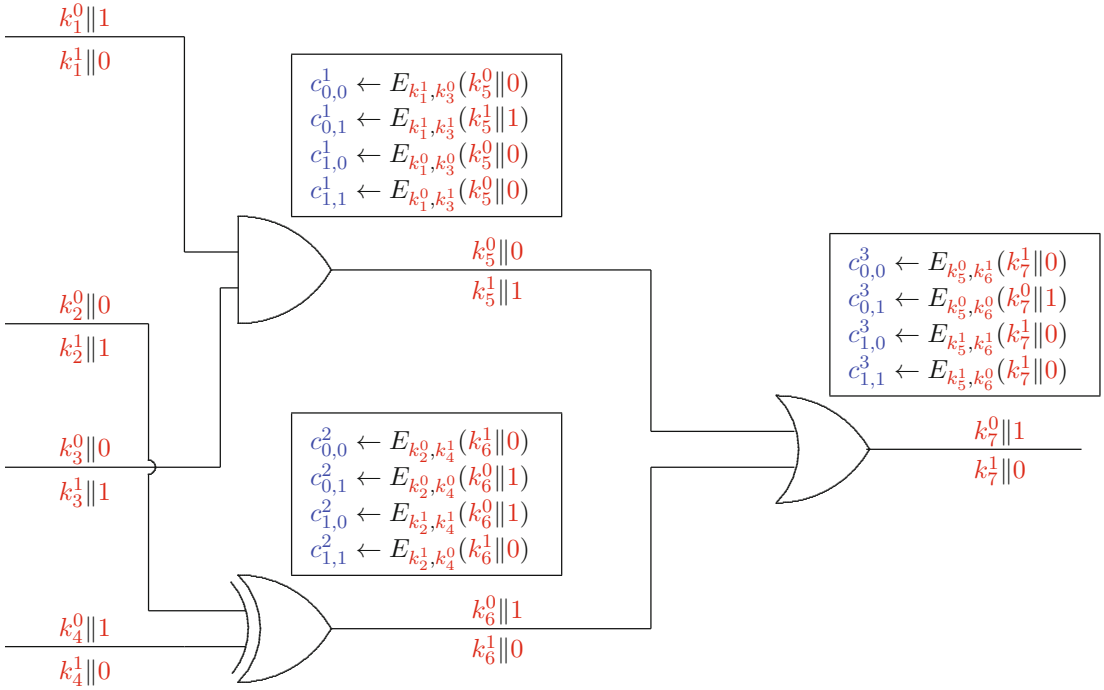 k_1^0‖1
k_1^1‖0
c_{0,0}^1 ← E_{k_1^1,k_3^0}(k_5^0‖0)
c_{0,1}^1 ← E_{k_1^1,k_3^1}(k_5^1‖1)
c_{1,0}^1 ← E_{k_1^0,k_3^0}(k_5^0‖0)
c_{1,1}^1 ← E_{k_1^0,k_3^1}(k_5^0‖0)
k_5^0‖0
k_5^1‖1
k_2^0‖0
k_2^1‖1
c_{0,0}^3 ← E_{k_5^0,k_6^1}(k_7^1‖0)
c_{0,1}^3 ← E_{k_5^0,k_6^0}(k_7^0‖1)
c_{1,0}^3 ← E_{k_5^1,k_6^1}(k_7^1‖0)
c_{1,1}^3 ← E_{k_5^1,k_6^0}(k_7^1‖0)
k_3^0‖0
k_3^1‖1
c_{0,0}^2 ← E_{k_2^0,k_4^1}(k_6^1‖0)
c_{0,1}^2 ← E_{k_2^0,k_4^0}(k_6^0‖1)
c_{1,0}^2 ← E_{k_2^1,k_4^1}(k_6^0‖1)
c_{1,1}^2 ← E_{k_2^1,k_4^0}(k_6^1‖0)
k_7^0‖1
k_7^1‖0
k_4^0‖1
k_4^1‖0
k_6^0‖1
k_6^1‖0